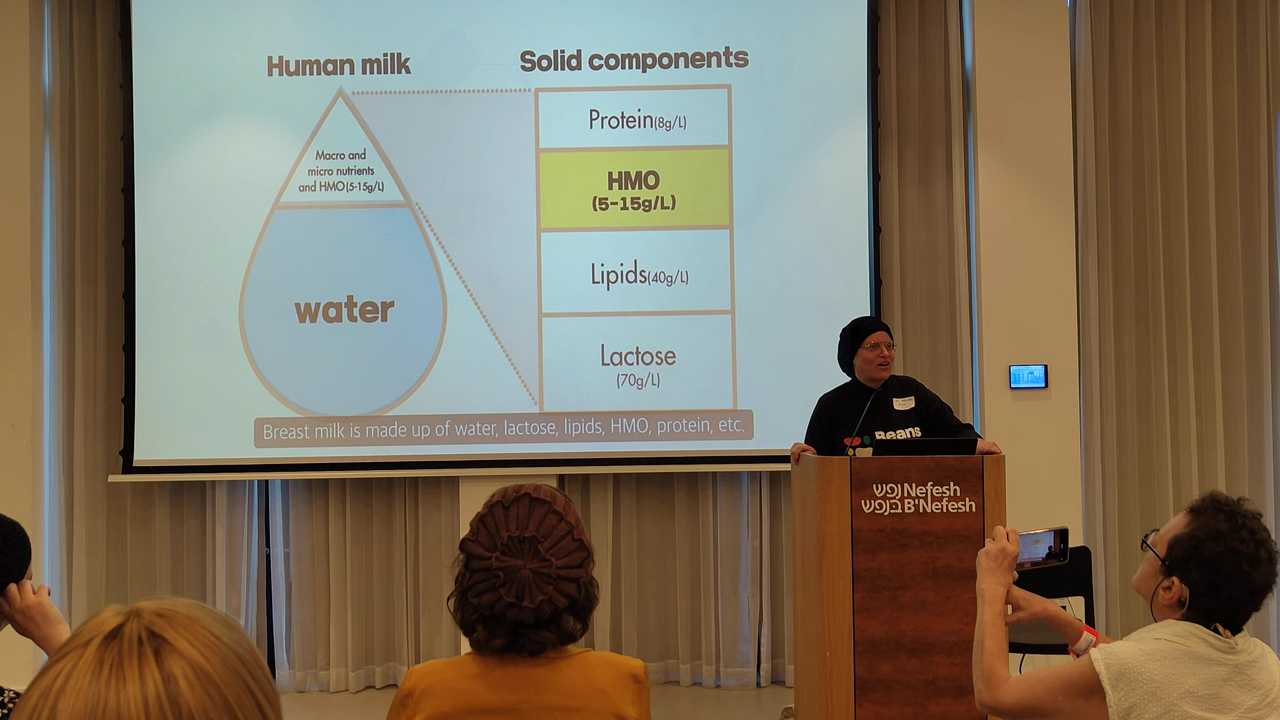 Human milk
Solid components
Macro and
micro nutrients
and HMO(5-15g/L)
water
Protein(8g/L)
HMO
(5-15g/L)
Lipids(40g/L)
Lactose
(70g/L)
Breast milk is made up of water, lactose, lipids, HMO, protein, etc.
Beans
נפש Nefesh
בנפש B'Nefesh